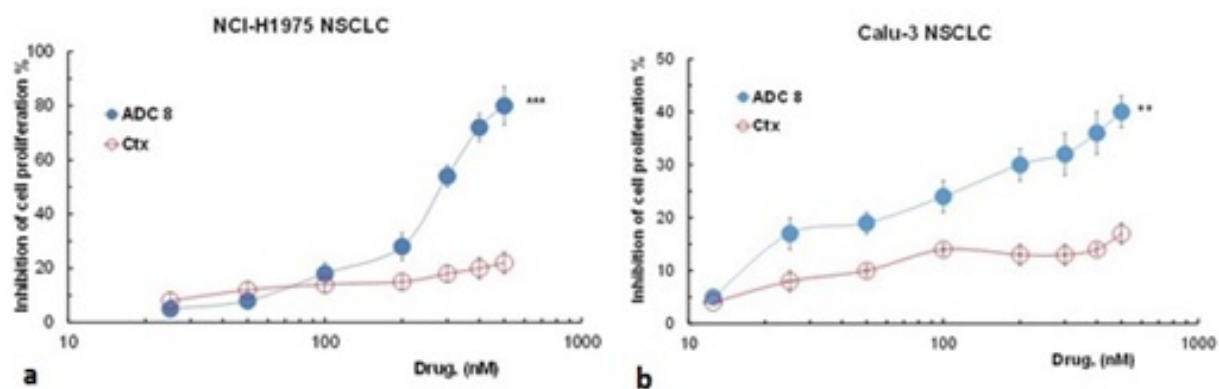 NCI-H1975 NSCLC
100
80
60
40
20
0
Inhibition of cell proliferation %
ADC 8
Ctx
***
10
100
1000
Drug. (nM)
a
Calu-3 NSCLC
50
40
30
20
10
0
Inhibition of cell proliferation %
ADC 8
Ctx
**
10
100
1000
Drug. (nM)
b